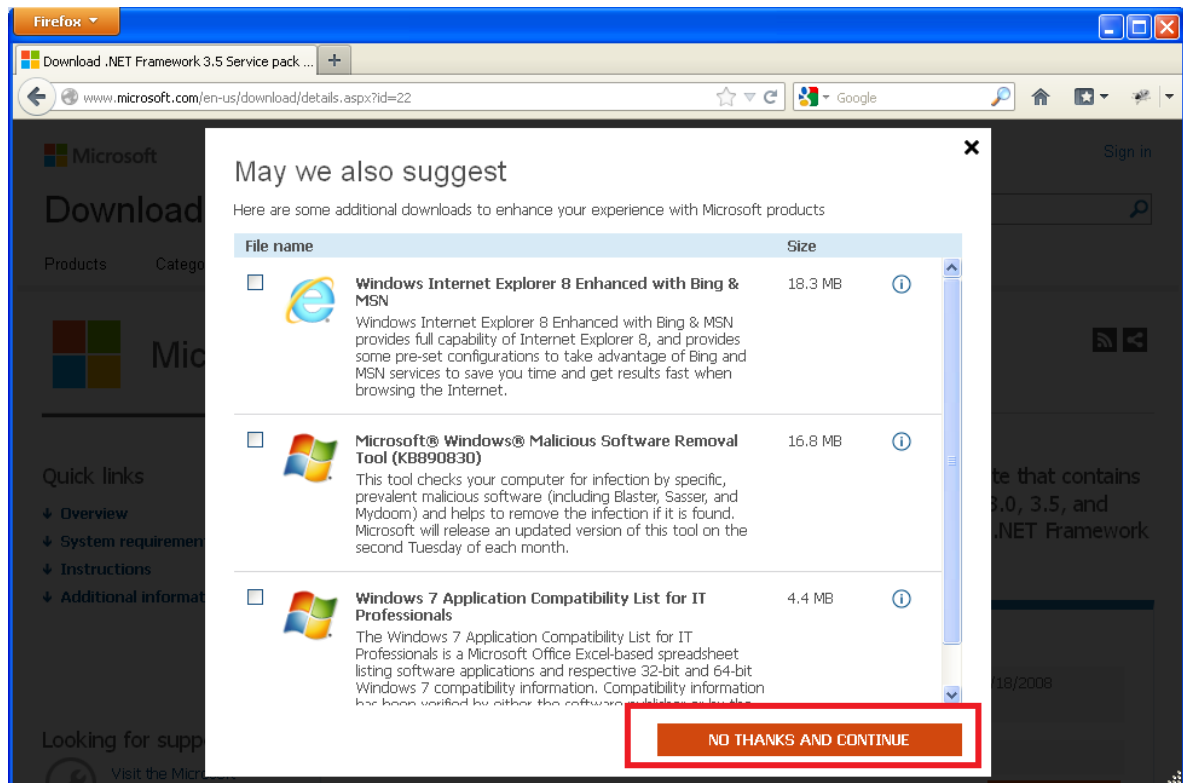 Firefox
Download .NET Framework 3.5 Service pack ...
www.microsoft.com/en-us/download/details.aspx?id=22
Google
Microsoft
Sign in
Download
Products
Catego
Mic
Quick links
Overview
System requiremen
Instructions
Additional informat
Looking for supp
Visit the Micr
te that contains
3.0, 3.5, and
.NET Framework
/18/2008
May we also suggest
Here are some additional downloads to enhance your experience with Microsoft products
File name
Size
Windows Internet Explorer 8 Enhanced with Bing &
MSN
18.3 MB
Windows Internet Explorer 8 Enhanced with Bing & MSN
provides full capability of Internet Explorer 8, and provides
some pre-set configurations to take advantage of Bing and
MSN services to save you time and get results fast when
browsing the Internet.
Microsoft® Windows® Malicious Software Removal
Tool (KB890830)
16.8 MB
This tool checks your computer for infection by specific,
prevalent malicious software (including Blaster, Sasser, and
Mydoom) and helps to remove the infection if it is found.
Microsoft will release an updated version of this tool on the
second Tuesday of each month.
Windows 7 Application Compatibility List for IT
Professionals
4.4 MB
The Windows 7 Application Compatibility List for IT
Professionals is a Microsoft Office Excel-based spreadsheet
listing software applications and respective 32-bit and 64-bit
Windows 7 compatibility information. Compatibility information
has been verified by either the software publisher or by the
NO THANKS AND CONTINUE